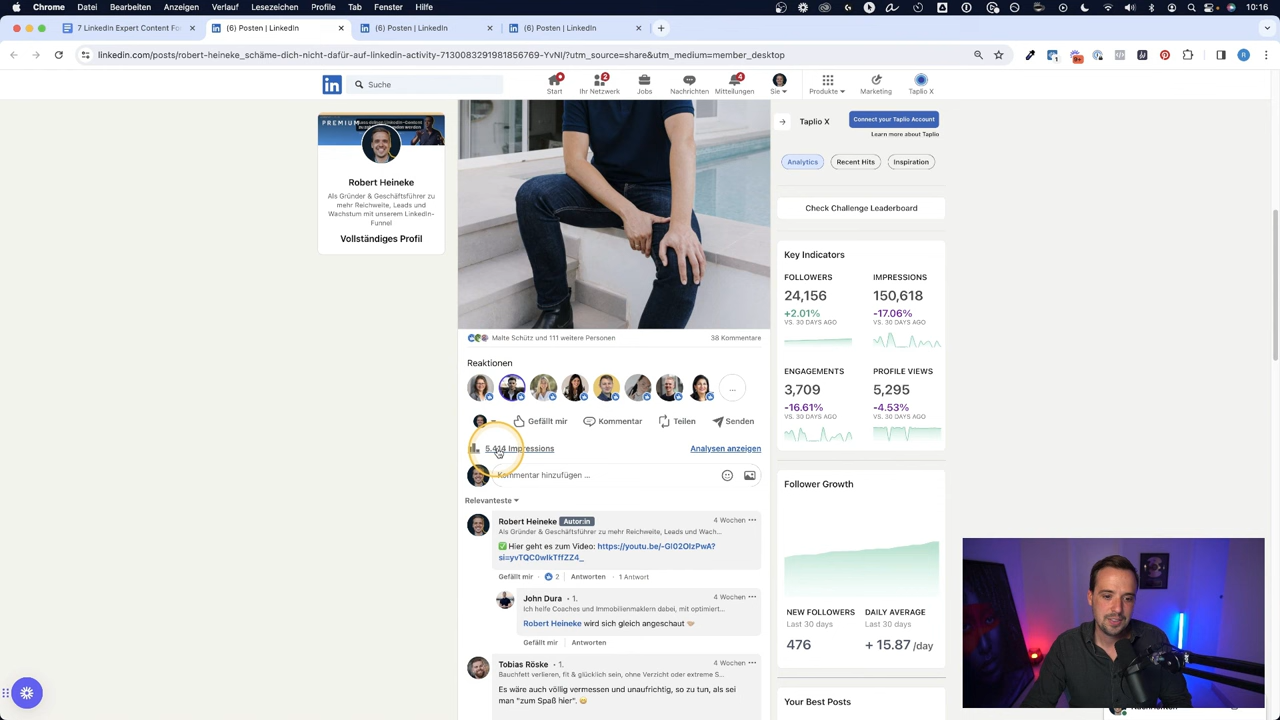 Chrome Datei Bearbeiten Anzeigen Verlauf Lesezeichen Profile Tab Fenster Hilfe 10:16
7 LinkedIn Expert Content For
(6) Posten | LinkedIn
(6) Posten | LinkedIn
(6) Posten | LinkedIn
linkedin.com/posts/robert-heineke_schäme-dich-nicht-dafür-auf-linkedin-activity-7130083291981856769-YvNI/?utm_source=share&utm_medium=member_desktop
Suche
Start
Ihr Netzwerk
Jobs
Nachrichten
Mitteilungen
Sie
Produkte
Marketing
Taplio X
PREMIUM
Robert Heineke
Als Gründer & Geschäftsführer zu
mehr Reichweite, Leads und
Wachstum mit unserem LinkedIn-
Funnel
Vollständiges Profil
Malte Schütz und 111 weitere Personen
38 Kommentare
Reaktionen
Gefällt mir
Kommentar
Teilen
Senden
5.414 Impressions
Analysen anzeigen
Kommentar hinzufügen ...
Relevanteste
Robert Heineke Autor:in
4 Wochen
Als Gründer & Geschäftsführer zu mehr Reichweite, Leads und Wach...
✅ Hier geht es zum Video: https://youtu.be/-GI02OIzPwA?
si=yvTQC0wIkTffZZ4_
Gefällt mir · 2 Antworten · 1 Antwort
John Dura · 1.
4 Wochen
Ich helfe Coaches und Immobilienmaklern dabei, mit optimiert...
Robert Heineke wird sich gleich angeschaut
Gefällt mir Antworten
Tobias Röske · 1.
4 Wochen
Bauchfett verlieren, fit & glücklich sein, ohne Verzicht oder extreme S...
Es wäre auch völlig vermessen und unaufrichtig, so zu tun, als sei
man "zum Spaß hier".
Taplio X
Connect your Taplio Account
Learn more about Taplio
Analytics
Recent Hits
Inspiration
Check Challenge Leaderboard
Key Indicators
FOLLOWERS
24,156
+2.01%
VS. 30 DAYS AGO
IMPRESSIONS
150,618
-17.06%
VS. 30 DAYS AGO
ENGAGEMENTS
3,709
-16.61%
VS. 30 DAYS AGO
PROFILE VIEWS
5,295
-4.53%
VS. 30 DAYS AGO
Follower Growth
NEW FOLLOWERS
Last 30 days
476
DAILY AVERAGE
Last 30 days
+ 15.87 /day
Your Best Posts